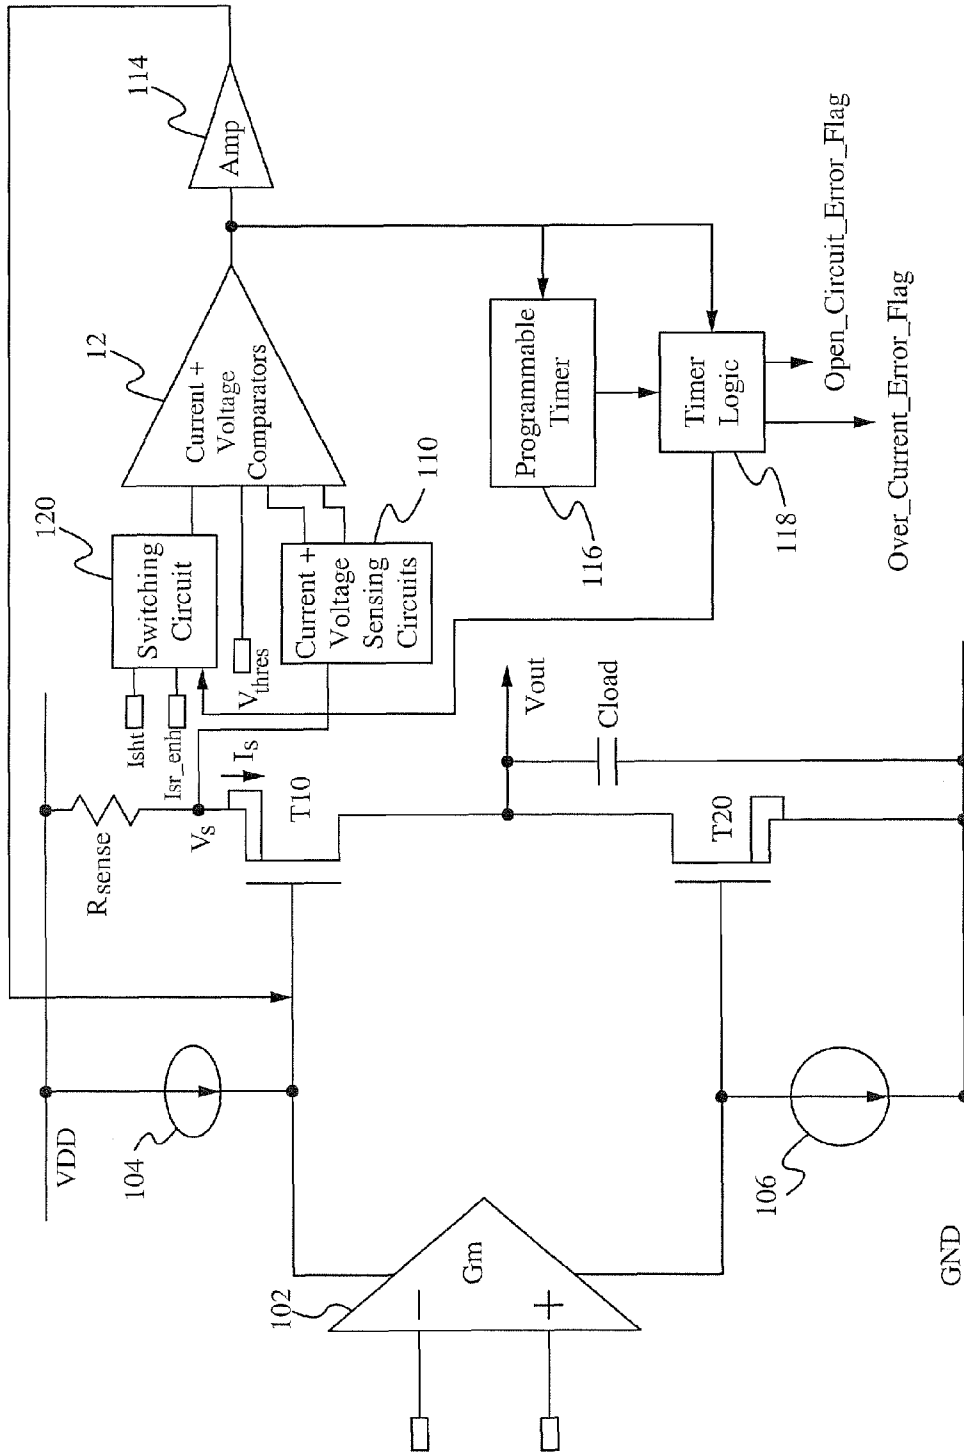 VDD
104
102
−
+
Gm
106
GND
Rsense
Vs
Is
T10
T20
Vout
Cload
Isht
Isr_enh
Vthres
120
Switching
Circuit
Current +
Voltage
Sensing
Circuits
110
12
Current +
Voltage
Comparators
114
Amp
Programmable
Timer
116
Timer
Logic
118
Open_Circuit_Error_Flag
Over_Current_Error_Flag